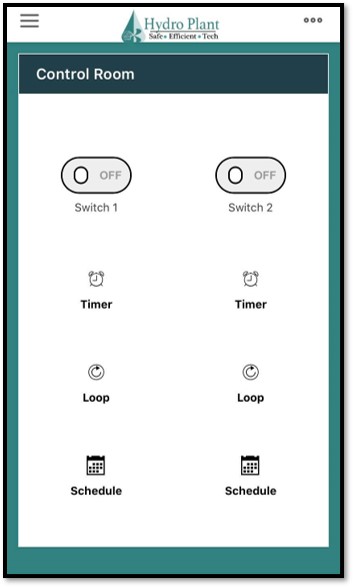 Hydro Plant
Safe • Efficient • Tech
Control Room
OFF OFF
Switch 1 Switch 2
Timer Timer
Loop Loop
Schedule Schedule